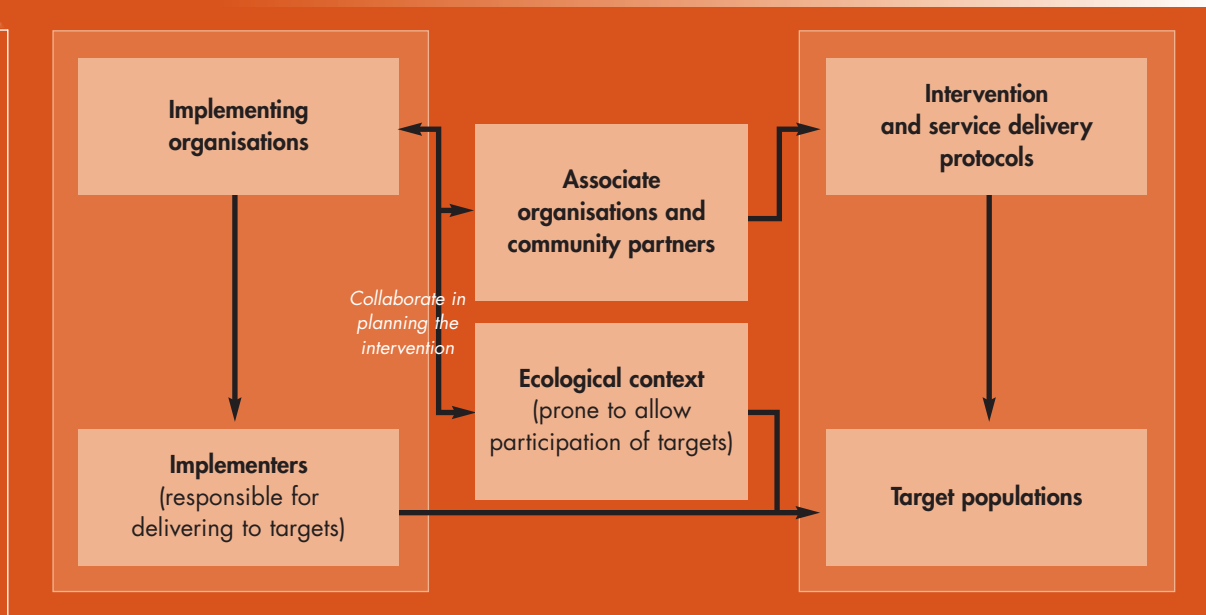 Implementing
organisations
Associate
organisations and
community partners
Intervention
and service delivery
protocols
Collaborate in
planning the
intervention
Ecological context
(prone to allow
participation of targets)
Implementers
(responsible for
delivering to targets)
Target populations